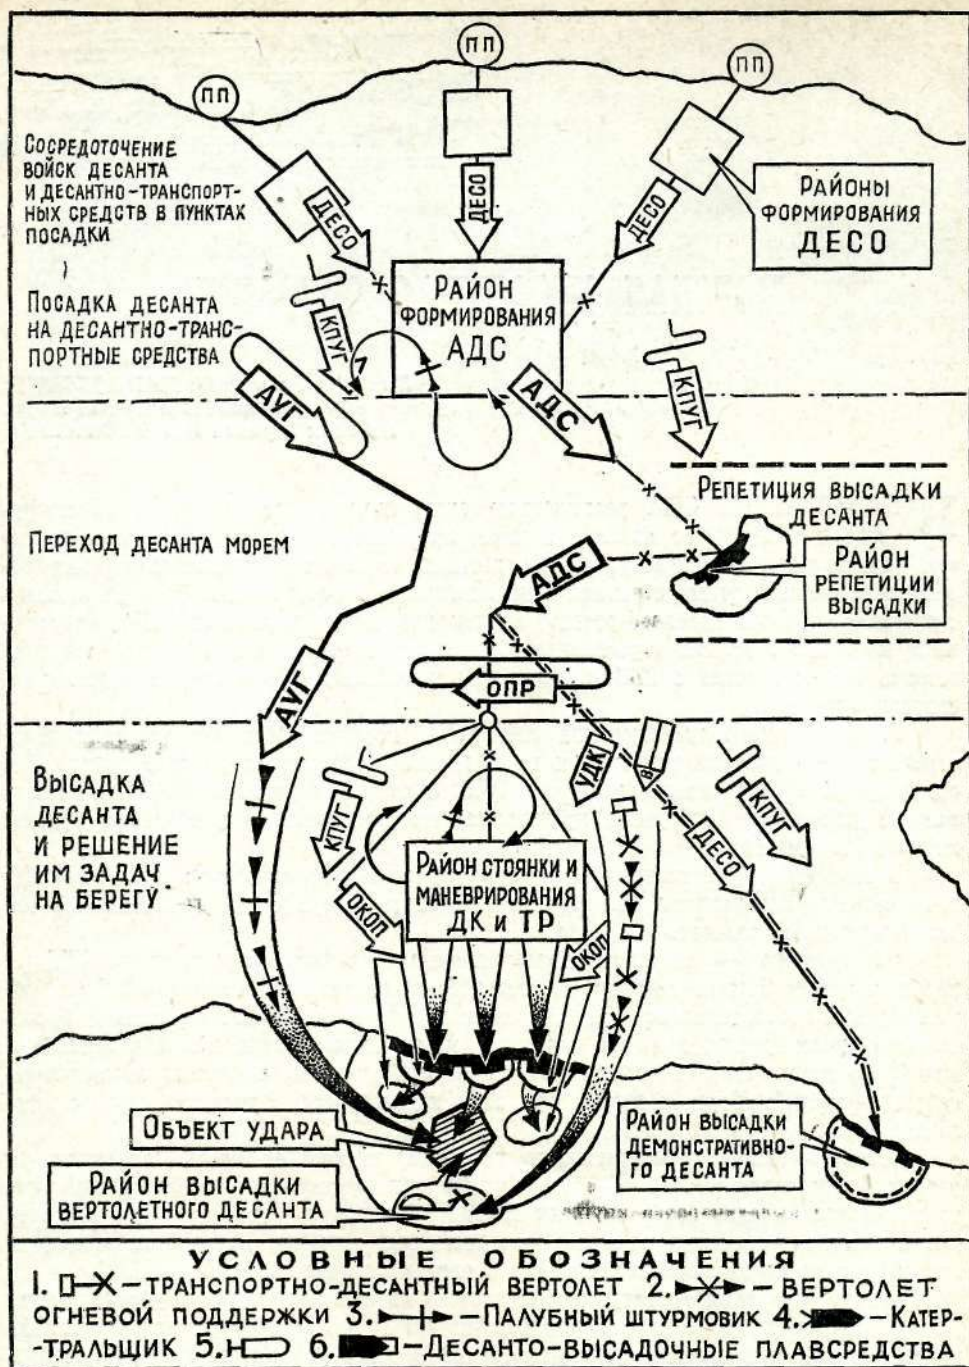 ПП
ПП
ПП
Сосредоточение
войск десанта
и десантно-транспорт-
ных средств в пунктах
посадки
ДЕСО
ДЕСО
ДЕСО
Районы
формирования
ДЕСО
Посадка десанта
на десантно-транс-
портные средства
КПУГ
Район
формирования
АДС
КПУГ
АУГ
АДС
Переход десанта морем
Репетиция высадки
десанта
Район
репетиции
высадки
АДС
АУГ
ОПР
Высадка
десанта
и решение
им задач
на берегу
КПУГ
УДК
В
КПУГ
ДЕСО
Район стоянки и
маневрирования
ДК и ТР
ОКОП
ОКОП
Объект удара
Район высадки
вертолетного десанта
Район высадки
демонстративно-
го десанта
УСЛОВНЫЕ ОБОЗНАЧЕНИЯ
1. – транспортно-десантный вертолет 2. – вертолет
огневой поддержки 3. – Палубный штурмовик 4. – Катер-
-тральщик 5. 6. – Десантно-высадочные плавсредства